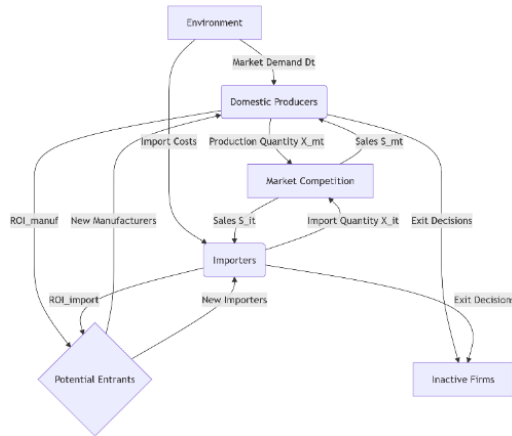 Environment
Market Demand Dt
Domestic Producers
Import Costs
Production Quantity X_mt
Sales S_mt
Market Competition
ROI_manuf
New Manufacturers
Sales S_it
Import Quantity X_it
Exit Decisions
Importers
ROI_import
New Importers
Exit Decisions
Potential Entrants
Inactive Firms